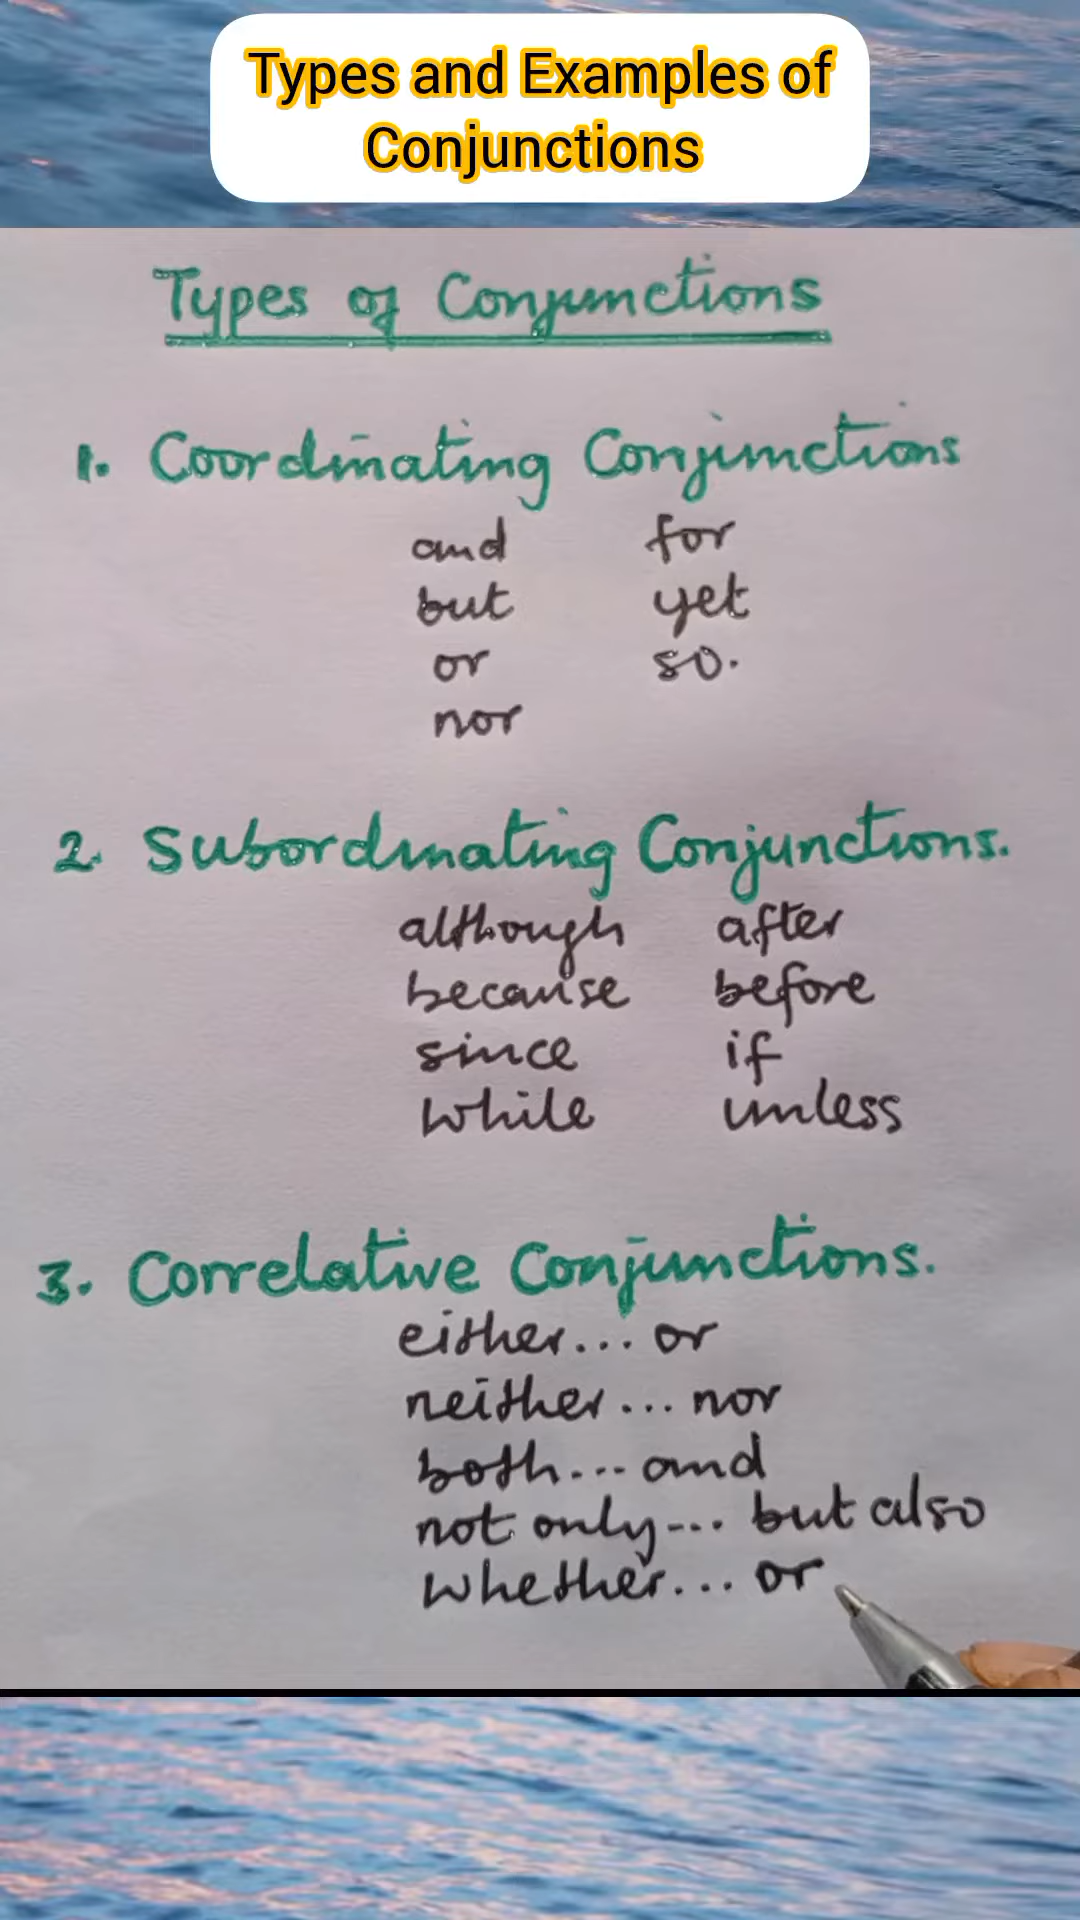 Types and Examples of
Conjunctions
Types of Conjunctions
1. Coordinating Conjunctions
and for
but yet
or so.
nor
2. Subordinating Conjunctions.
although after
because before
since if
while unless
3. Correlative Conjunctions.
either... or
neither... nor
both... and
not only... but also
whether... or